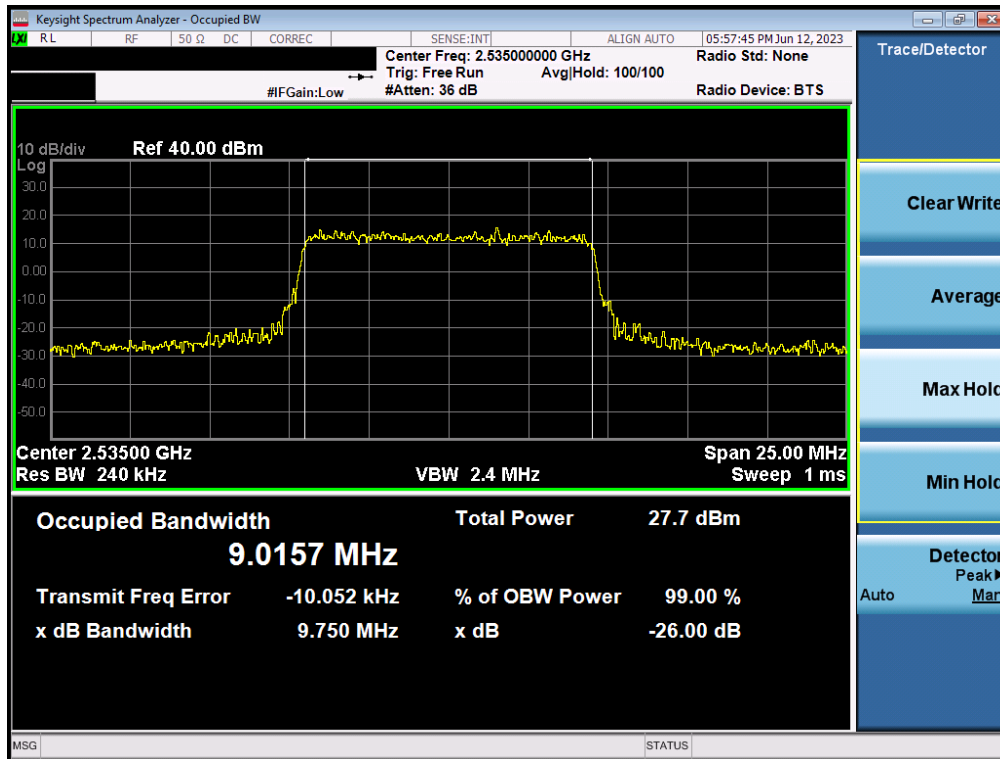 Keysight Spectrum Analyzer - Occupied BW
LXI RL RF 50 Ω DC CORREC SENSE:INT ALIGN AUTO 05:57:45 PM Jun 12, 2023
Center Freq: 2.535000000 GHz Radio Std: None
Trig: Free Run Avg|Hold: 100/100
#IFGain:Low #Atten: 36 dB Radio Device: BTS
10 dB/div Ref 40.00 dBm
Log
30.0
20.0
10.0
0.00
-10.0
-20.0
-30.0
-40.0
-50.0
Center 2.53500 GHz Span 25.00 MHz
Res BW 240 kHz VBW 2.4 MHz Sweep 1 ms
Occupied Bandwidth Total Power 27.7 dBm
9.0157 MHz
Transmit Freq Error -10.052 kHz % of OBW Power 99.00 %
x dB Bandwidth 9.750 MHz x dB -26.00 dB
MSG STATUS
Trace/Detector
Clear Write
Average
Max Hold
Min Hold
Detector
Peak▶
Auto Man